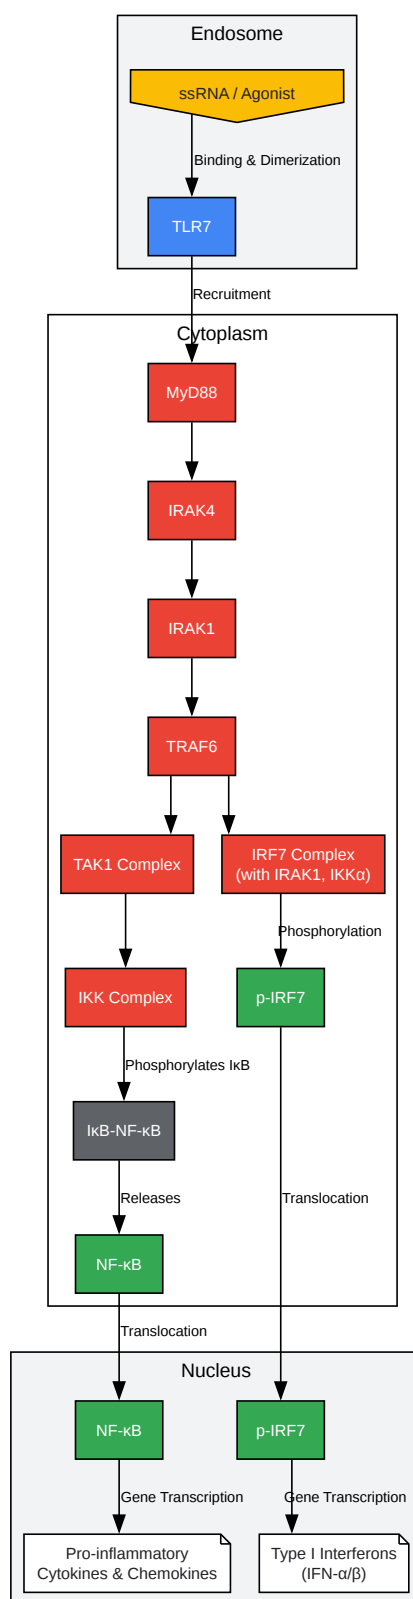 Endosome
ssRNA / Agonist
Binding & Dimerization
TLR7
Recruitment
Cytoplasm
MyD88
IRAK4
IRAK1
TRAF6
TAK1 Complex
IRF7 Complex
(with IRAK1, IKKα)
Phosphorylation
IKK Complex
p-IRF7
Phosphorylates IκB
IκB-NF-κB
Releases
Translocation
NF-κB
Translocation
Nucleus
NF-κB
p-IRF7
Gene Transcription
Gene Transcription
Pro-inflammatory
Cytokines & Chemokines
Type I Interferons
(IFN-α/β)